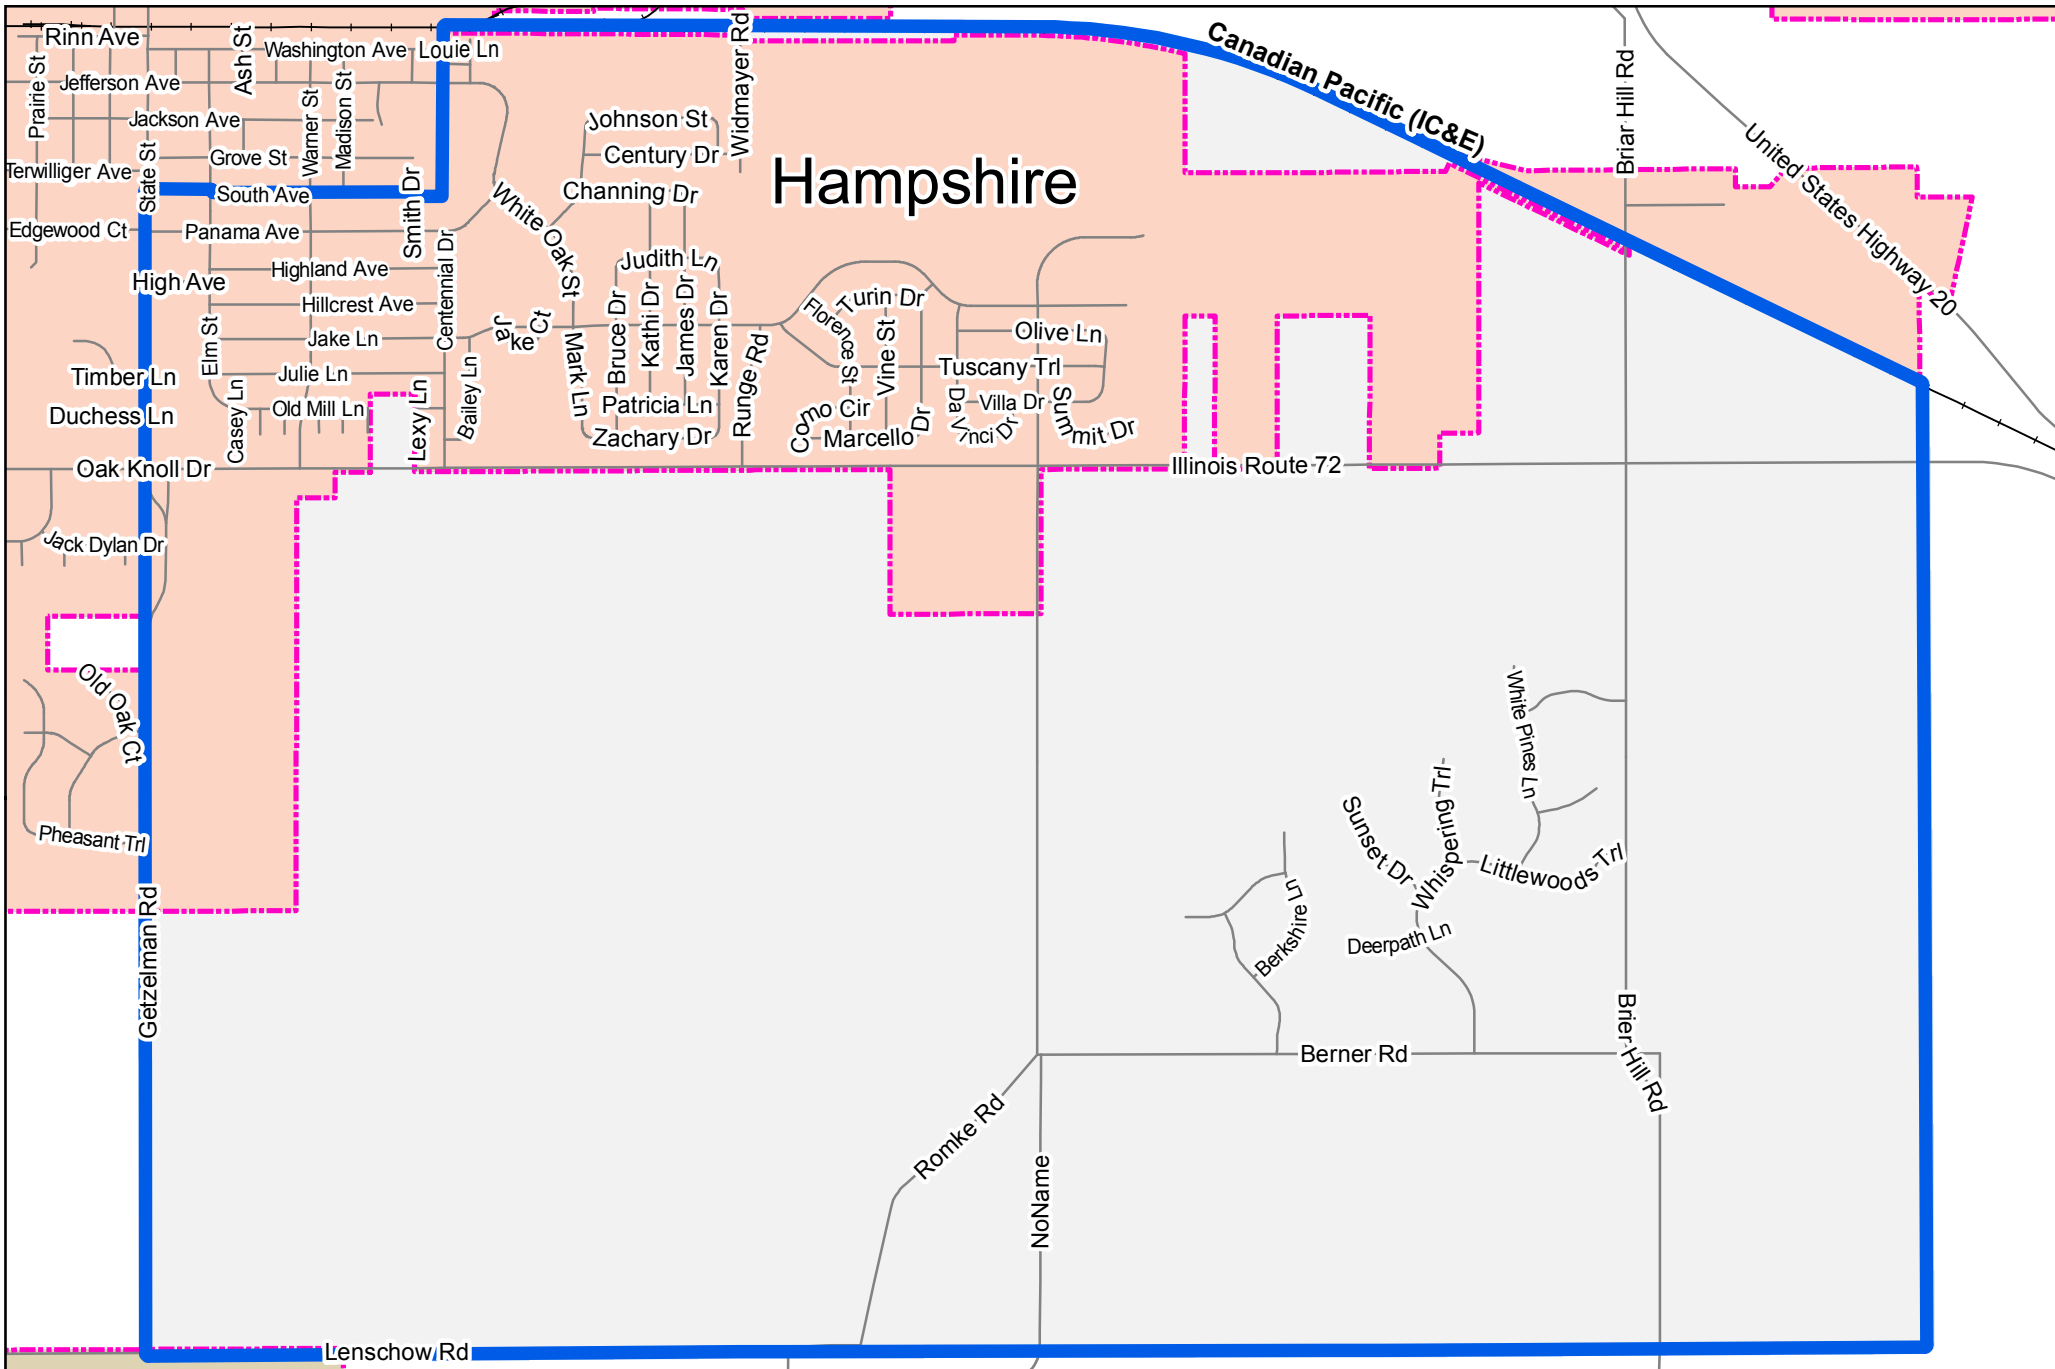 Rinn Ave
Ash St
Washington Ave
Louie Ln
Widmayer Rd
Canadian Pacific (IC&E)
Briar Hill Rd
United States Highway 20
Prairie St
Jefferson Ave
Warner St
Madison St
Jackson Ave
Johnson St
Century Dr
Grove St
Terwilliger Ave
State St
South Ave
Smith Dr
White Oak St
Channing Dr
Hampshire
Edgewood Ct
Panama Ave
Centennial Dr
Highland Ave
High Ave
Hillcrest Ave
Judith Ln
Bruce Dr
Kathi Dr
James Dr
Karen Dr
Turin Dr
Florence St
Vine St
Olive Ln
Elm St
Jake Ln
Jake Ct
Mark Ln
Runge Rd
Tuscany Trl
Timber Ln
Julie Ln
Duchess Ln
Casey Ln
Old Mill Ln
Lexy Ln
Bailey Ln
Patricia Ln
Zachary Dr
Como Cir
Marcello Dr
Da Vinci Dr
Villa Dr
Summit Dr
Oak Knoll Dr
Illinois Route 72
Jack Dylan Dr
Old Oak Ct
Pheasant Trl
Getzelman Rd
White Pines Ln
Whispering Trl
Sunset Dr
Littlewoods Trl
Berkshire Ln
Deerpath Ln
Brier Hill Rd
Berner Rd
Romke Rd
NoName
Lenschow Rd